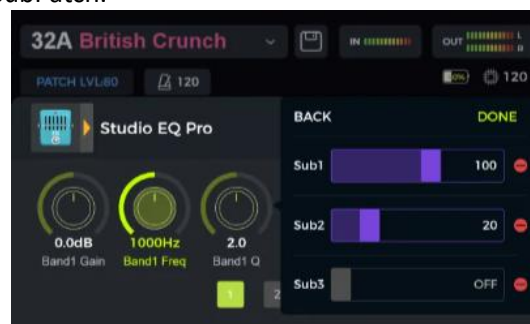 32A British Crunch
IN
OUT
L
R
PATCH LVL:80
120
120
Studio EQ Pro
BACK
DONE
Sub1
100
Sub2
20
Sub3
OFF
0.0dB
1000Hz
2.0
Band1 Gain
Band1 Freq
Band1 Q
1
2